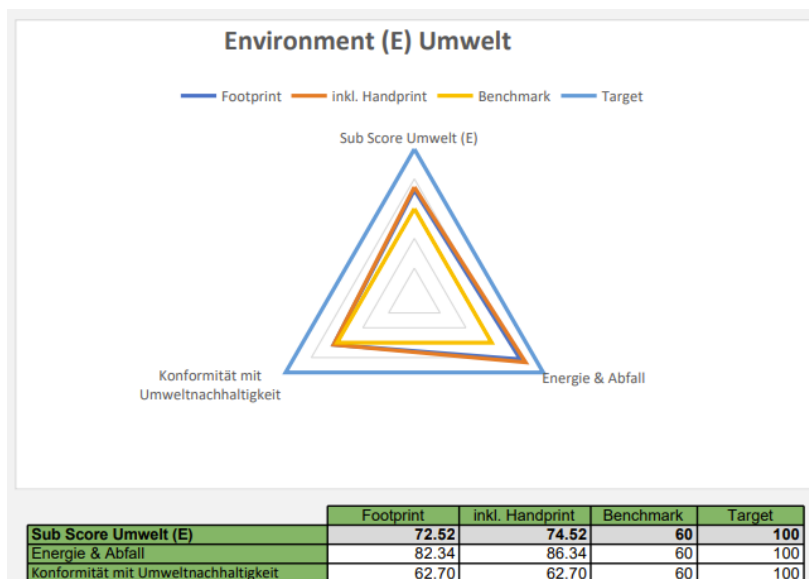 Environment (E) Umwelt
Footprint inkl. Handprint Benchmark Target
Sub Score Umwelt (E)
Konformität mit
Umweltnachhaltigkeit
Energie & Abfall
Footprint inkl. Handprint Benchmark Target
Sub Score Umwelt (E) 72.52 74.52 60 100
Energie & Abfall 82.34 86.34 60 100
Konformität mit Umweltnachhaltigkeit 62.70 62.70 60 100